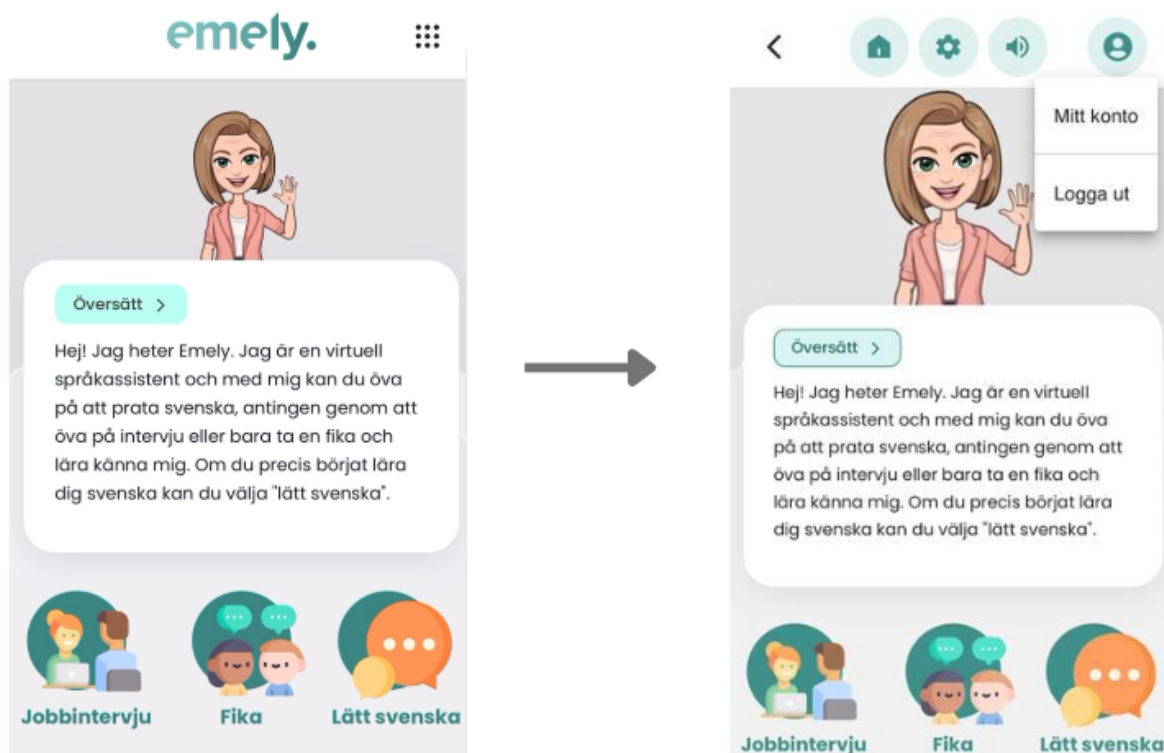 emely.
Översätt >
Hej! Jag heter Emely. Jag är en virtuell
språkassistent och med mig kan du öva
på att prata svenska, antingen genom att
öva på intervju eller bara ta en fika och
lära känna mig. Om du precis börjat lära
dig svenska kan du välja "lätt svenska".
Jobbintervju
Fika
Lätt svenska
Mitt konto
Logga ut
Översätt >
Hej! Jag heter Emely. Jag är en virtuell
språkassistent och med mig kan du öva
på att prata svenska, antingen genom att
öva på intervju eller bara ta en fika och
lära känna mig. Om du precis börjat lära
dig svenska kan du välja "lätt svenska".
Jobbintervju
Fika
Lätt svenska